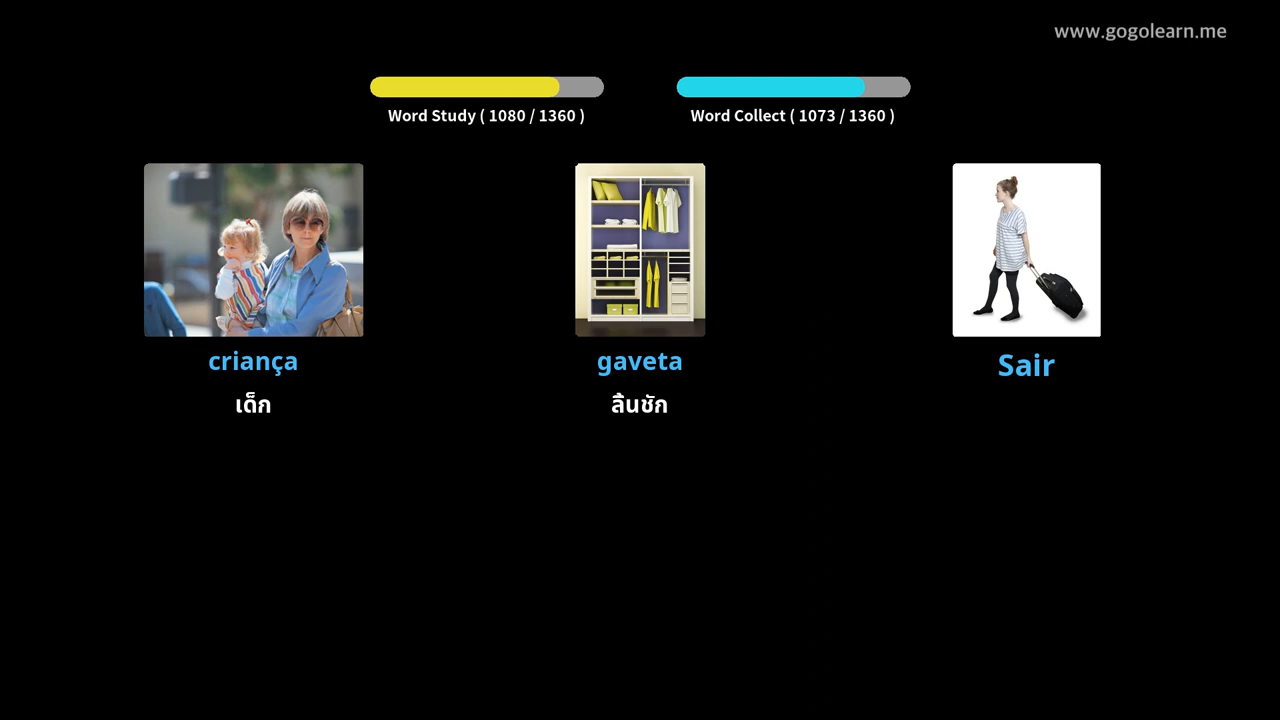 www.gogolearn.me
Word Study ( 1080 / 1360 )
Word Collect ( 1073 / 1360 )
criança
gaveta
Sair
เด็ก
ลิ้นชัก